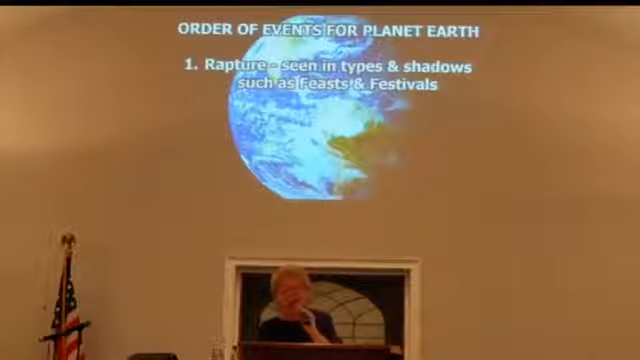 ORDER OF EVENTS FOR PLANET EARTH
1. Rapture - seen in types & shadows
such as Feasts & Festivals